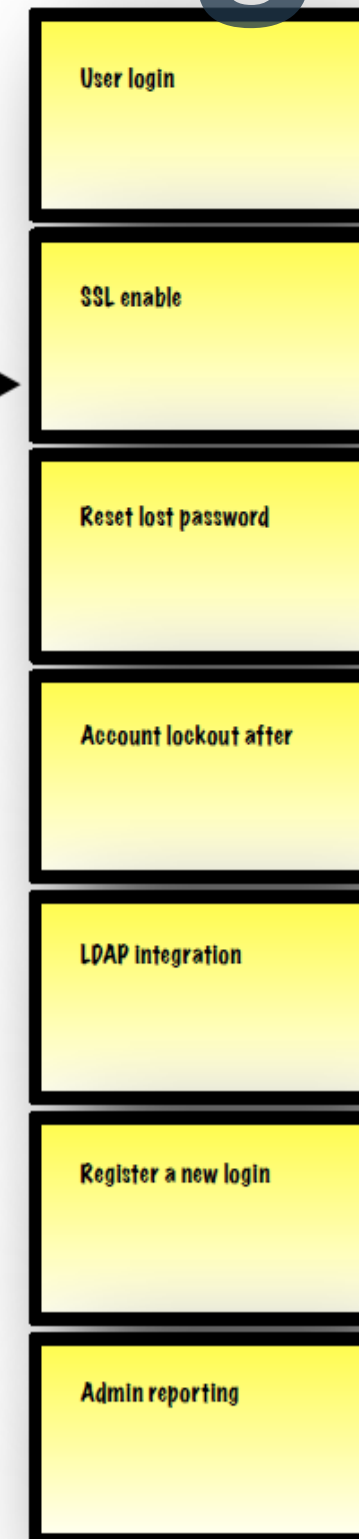 User login
SSL enable
Reset lost password
Account lockout after
LDAP integration
Register a new login
Admin reporting